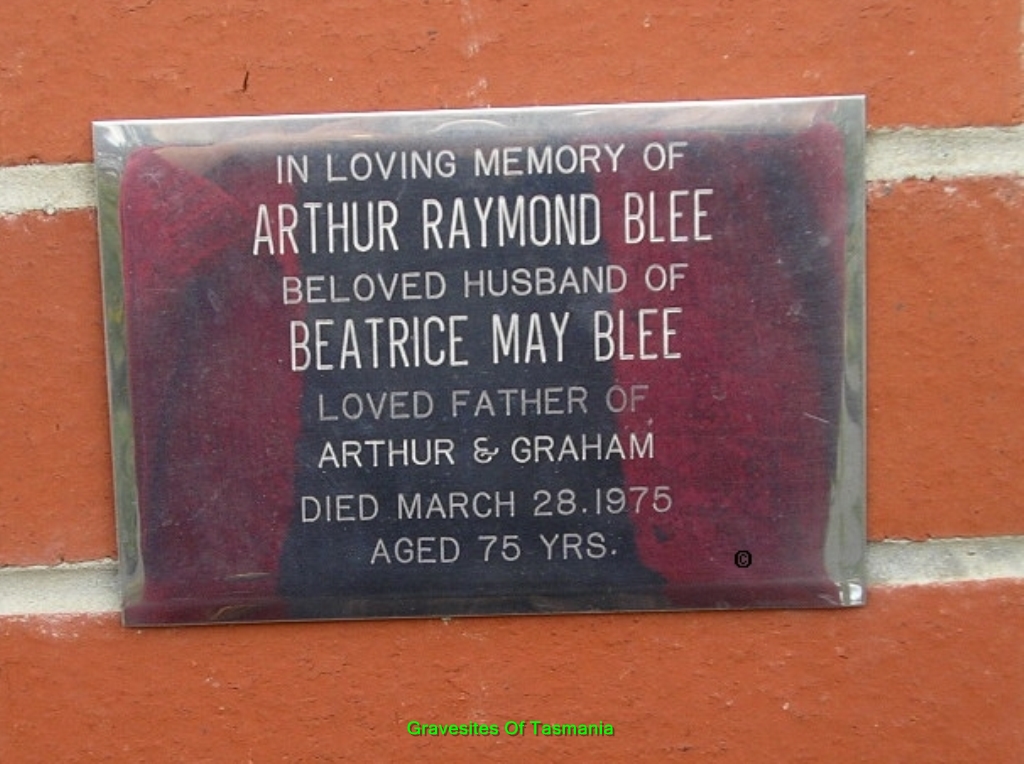 IN LOVING MEMORY OF
ARTHUR RAYMOND BLEE
BELOVED HUSBAND OF
BEATRICE MAY BLEE
LOVED FATHER OF
ARTHUR & GRAHAM
DIED MARCH 28.1975
AGED 75 YRS.
©
Gravesites Of Tasmania